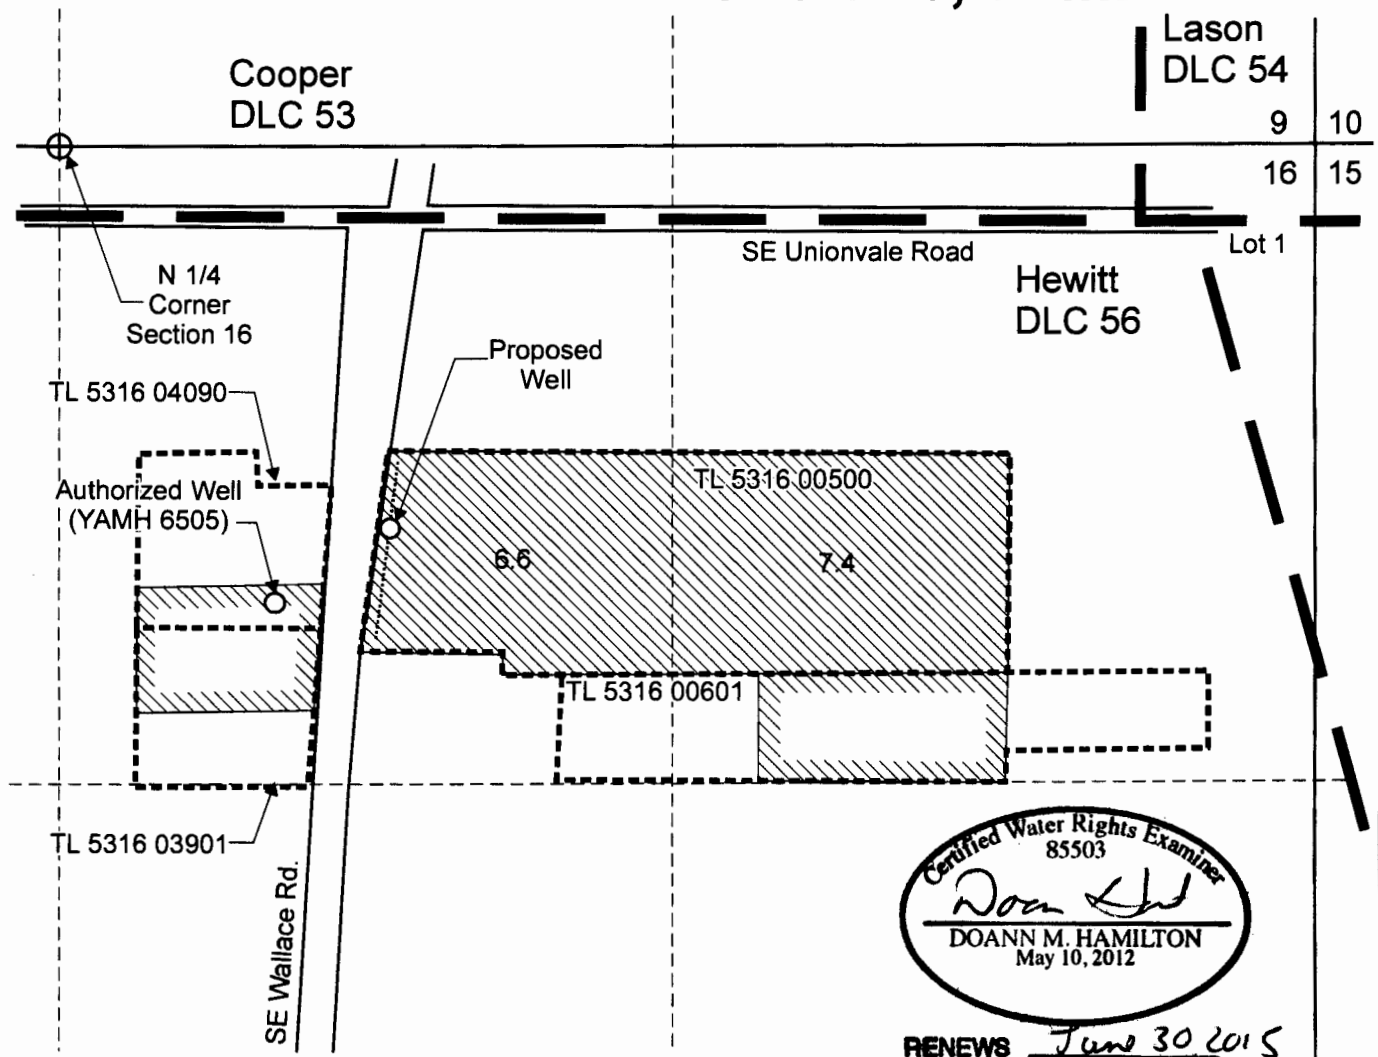 Lason
DLC 54
Cooper
DLC 53
9
10
16
15
SE Unionvale Road
Lot 1
N 1/4
Corner
Section 16
Hewitt
DLC 56
Proposed
Well
TL 5316 04090
TL 5316 00500
Authorized Well
(YAMH 6505)
6.6
7.4
TL 5316 00601
TL 5316 03901
SE Wallace Rd.
Certified Water Rights Examiner
85503
DOANN M. HAMILTON
May 10, 2012
RENEWS June 30 2015